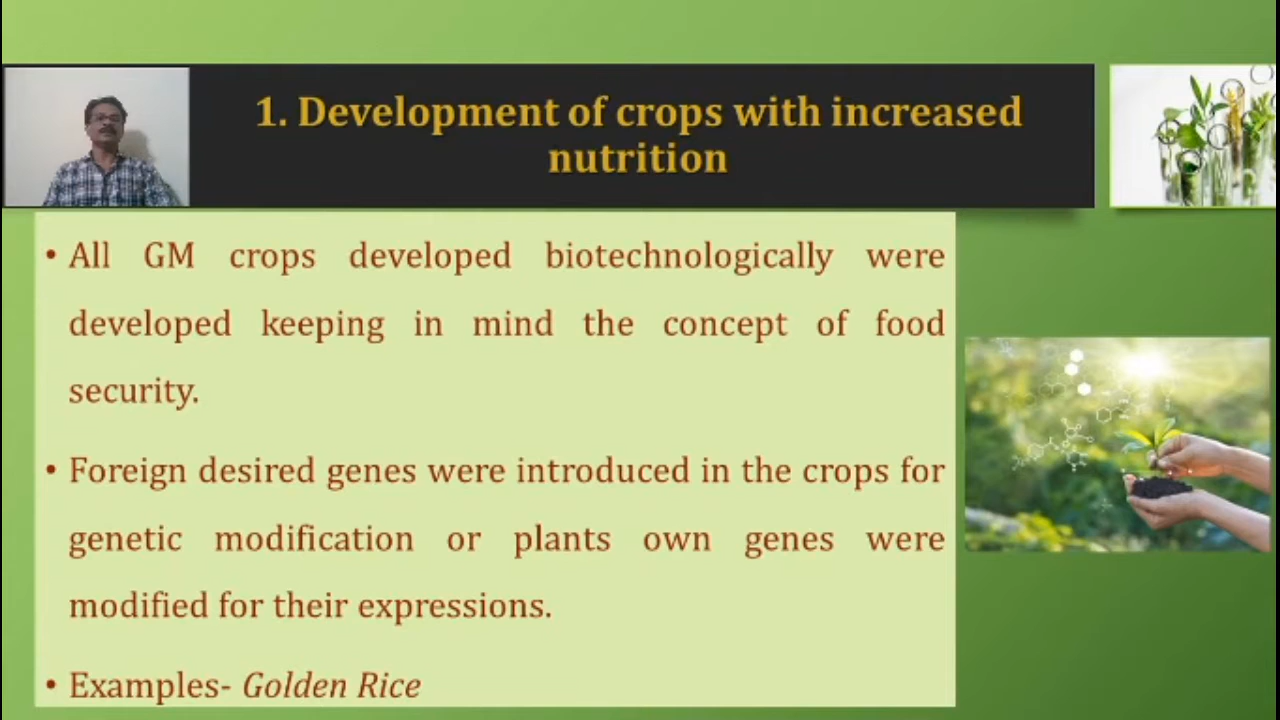 1. Development of crops with increased
nutrition
• All GM crops developed biotechnologically were
developed keeping in mind the concept of food
security.
• Foreign desired genes were introduced in the crops for
genetic modification or plants own genes were
modified for their expressions.
• Examples- Golden Rice